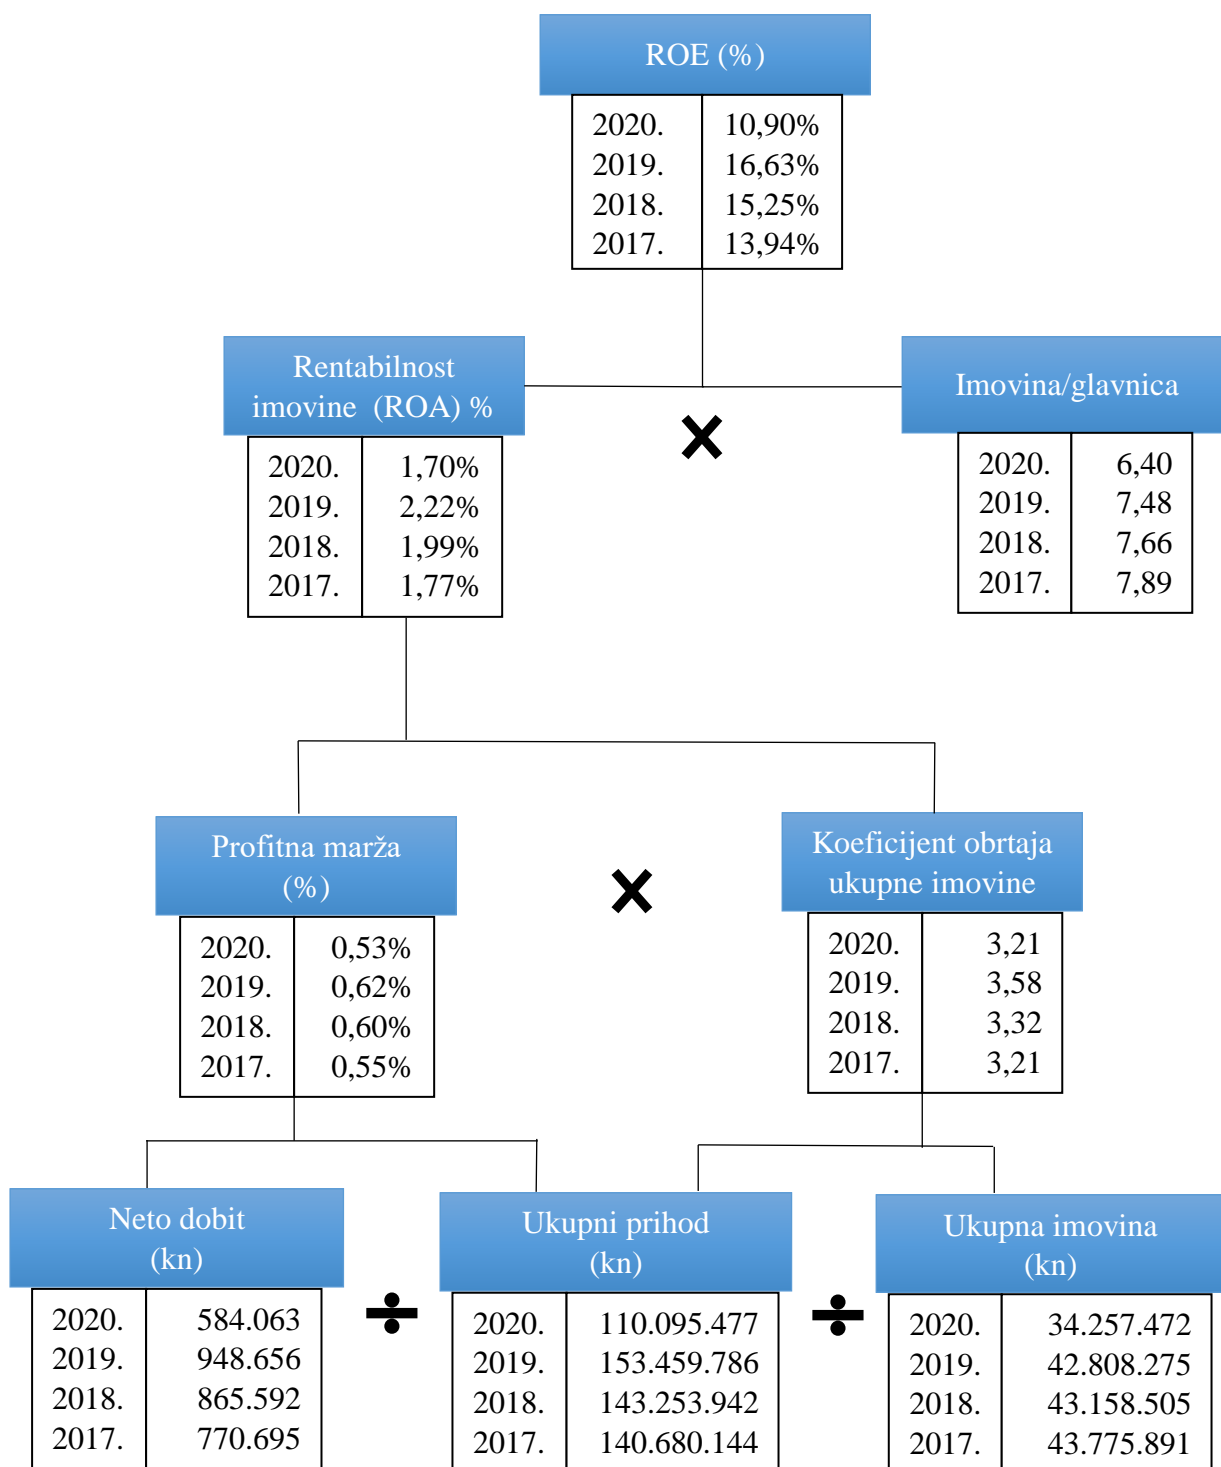 ROE (%)
2020. 10,90%
2019. 16,63%
2018. 15,25%
2017. 13,94%
Rentabilnost
imovine (ROA) %
2020. 1,70%
2019. 2,22%
2018. 1,99%
2017. 1,77%
×
Imovina/glavnica
2020. 6,40
2019. 7,48
2018. 7,66
2017. 7,89
Profitna marža
(%)
2020. 0,53%
2019. 0,62%
2018. 0,60%
2017. 0,55%
×
Koeficijent obrtaja
ukupne imovine
2020. 3,21
2019. 3,58
2018. 3,32
2017. 3,21
Neto dobit
(kn)
2020. 584.063
2019. 948.656
2018. 865.592
2017. 770.695
÷
Ukupni prihod
(kn)
2020. 110.095.477
2019. 153.459.786
2018. 143.253.942
2017. 140.680.144
÷
Ukupna imovina
(kn)
2020. 34.257.472
2019. 42.808.275
2018. 43.158.505
2017. 43.775.891